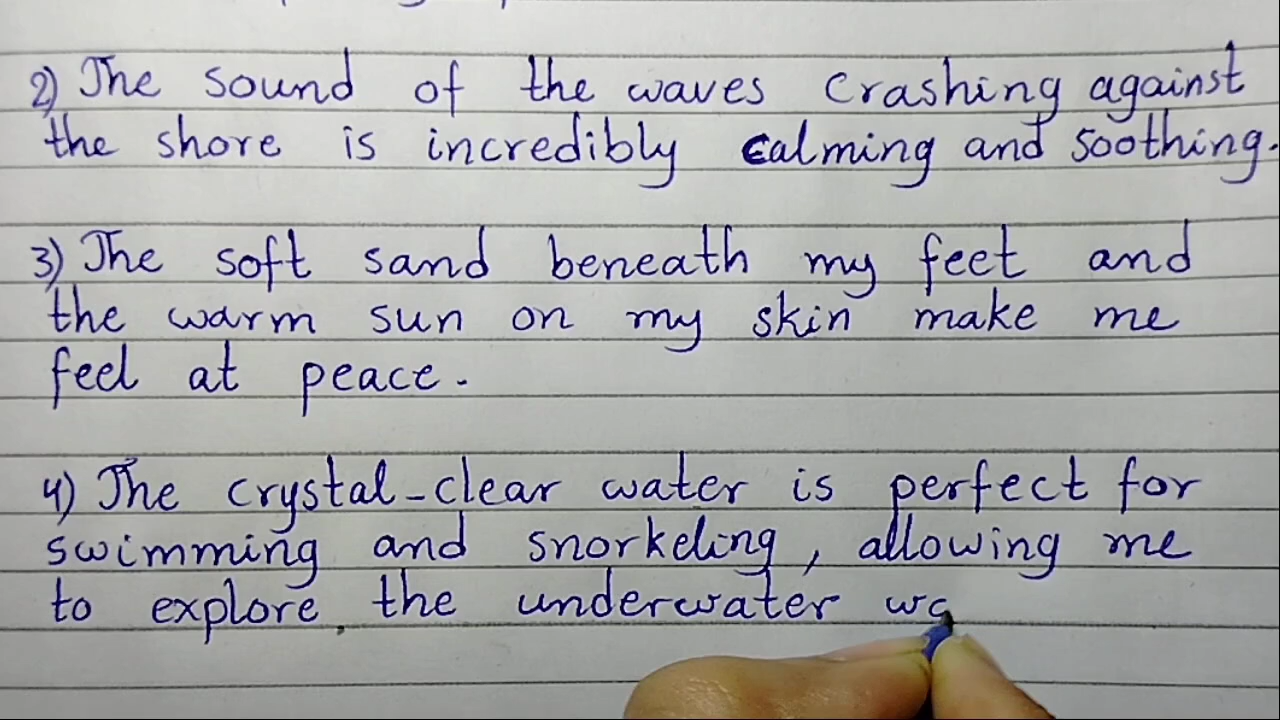 2) The sound of the waves crashing against
the shore is incredibly calming and soothing.
3) The soft sand beneath my feet and
the warm sun on my skin make me
feel at peace.
4) The crystal-clear water is perfect for
swimming and snorkeling, allowing me
to explore the underwater wo